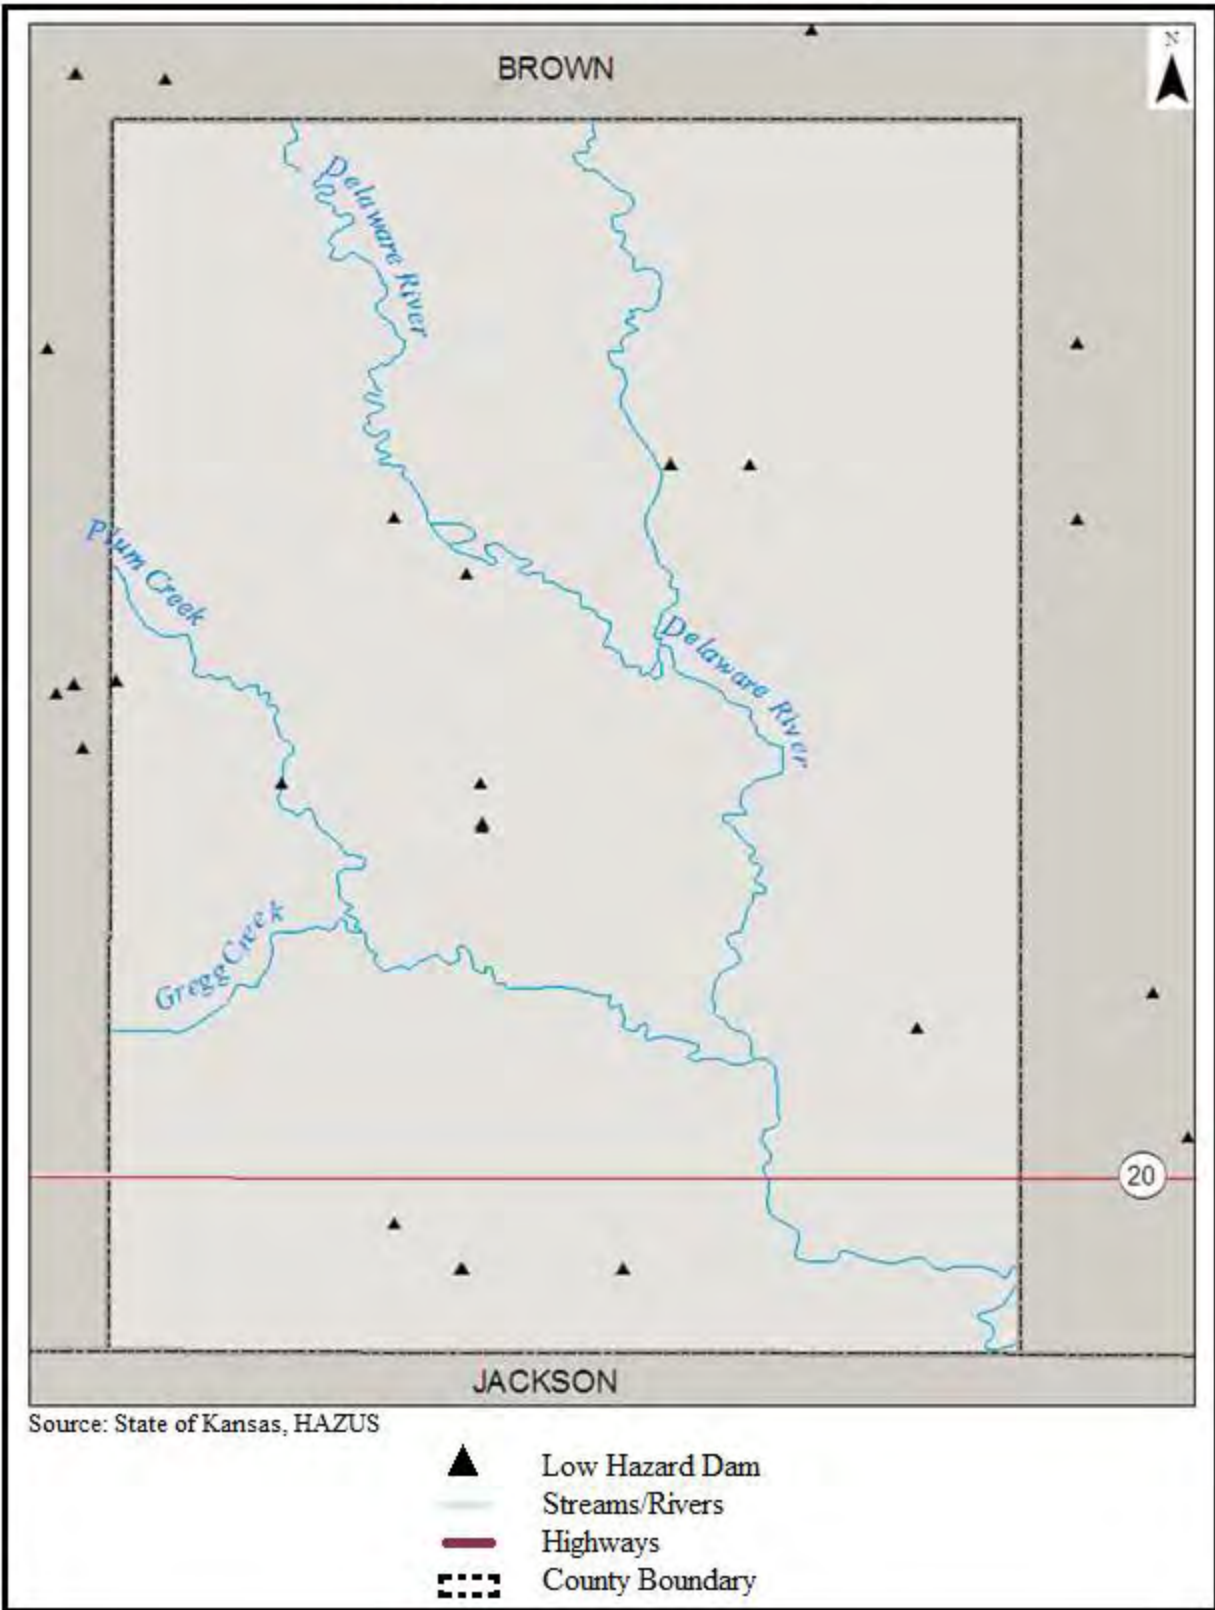 BROWN
N
Delaware River
Plum Creek
Delaware River
Gregg Creek
20
JACKSON
Source: State of Kansas, HAZUS
Low Hazard Dam
Streams/Rivers
Highways
County Boundary